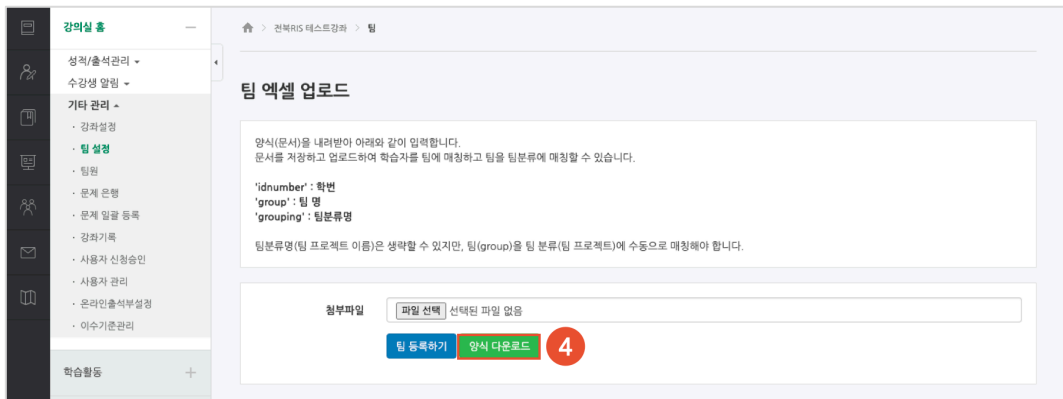 강의실 홈
성적/출석관리
수강생 알림
기타 관리
· 강좌설정
· 팀 설정
· 팀원
· 문제 은행
· 문제 일괄 등록
· 강좌기록
· 사용자 신청승인
· 사용자 관리
· 온라인출석부설정
· 이수기준관리
학습활동
> 전북RIS 테스트강좌 > 팀
팀 엑셀 업로드
양식(문서)을 내려받아 아래와 같이 입력합니다.
문서를 저장하고 업로드하여 학습자를 팀에 매칭하고 팀을 팀분류에 매칭할 수 있습니다.
'idnumber' : 학번
'group' : 팀 명
'grouping' : 팀분류명
팀분류명(팀 프로젝트 이름)은 생략할 수 있지만, 팀(group)을 팀 분류(팀 프로젝트)에 수동으로 매칭해야 합니다.
첨부파일 파일 선택 선택된 파일 없음
팀 등록하기 양식 다운로드 4